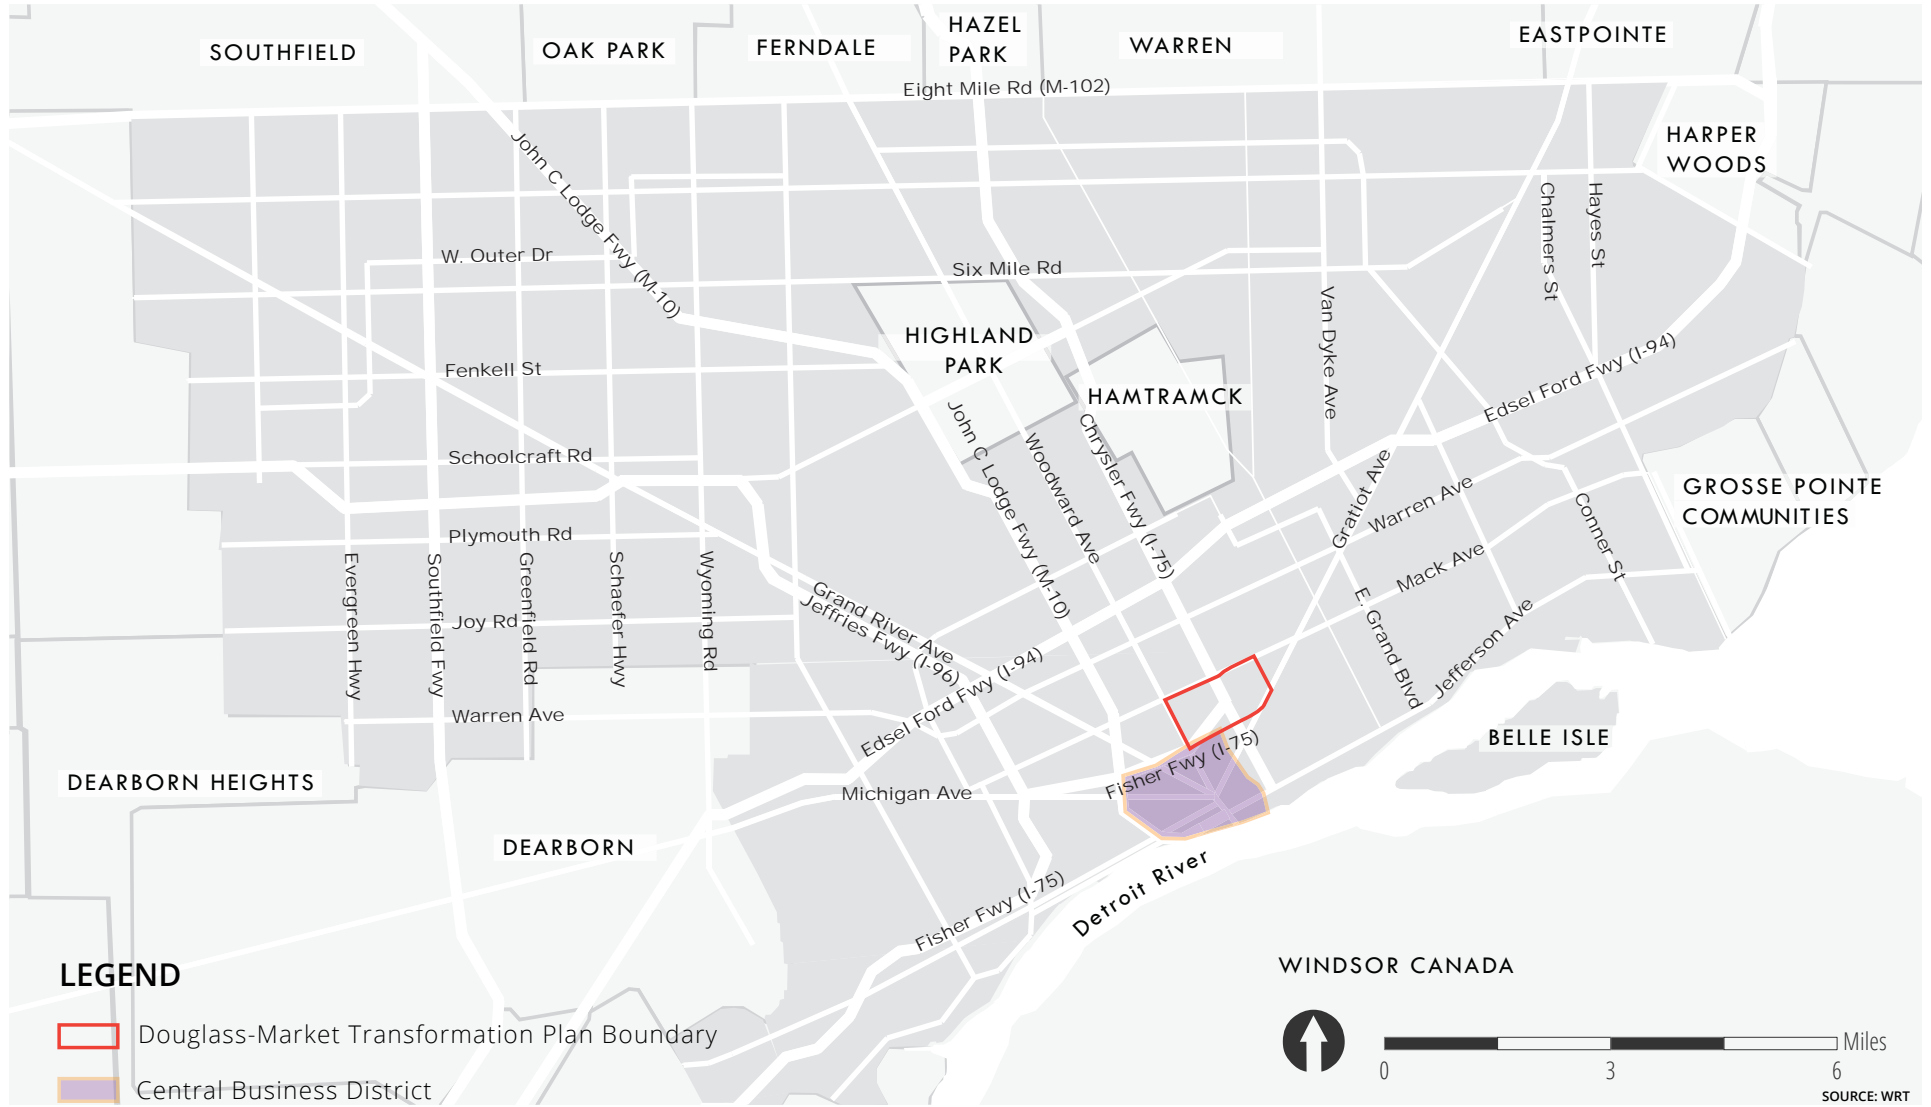 SOUTHFIELD
OAK PARK
FERNDALE
HAZEL
PARK
WARREN
EASTPOINTE
Eight Mile Rd (M-102)
HARPER
WOODS
John C Lodge Fwy (M-10)
Chalmers St
Hayes St
W. Outer Dr
Six Mile Rd
Van Dyke Ave
HIGHLAND
PARK
Fenkell St
HAMTRAMCK
Edsel Ford Fwy (I-94)
John C Lodge Fwy (M-10)
Woodward Ave
Chrysler Fwy (I-75)
Schoolcraft Rd
Gratiot Ave
Warren Ave
GROSSE POINTE
COMMUNITIES
Conner St
Plymouth Rd
Mack Ave
Evergreen Hwy
Southfield Fwy
Greenfield Rd
Schaefer Hwy
Wyoming Rd
Grand River Ave
Jeffries Fwy (I-96)
E. Grand Blvd
Jefferson Ave
Joy Rd
Edsel Ford Fwy (I-94)
Warren Ave
BELLE ISLE
Fisher Fwy (I-75)
DEARBORN HEIGHTS
Michigan Ave
DEARBORN
Detroit River
Fisher Fwy (I-75)
LEGEND
Douglass-Market Transformation Plan Boundary
Central Business District
WINDSOR CANADA
Miles
0 3 6
SOURCE: WRT